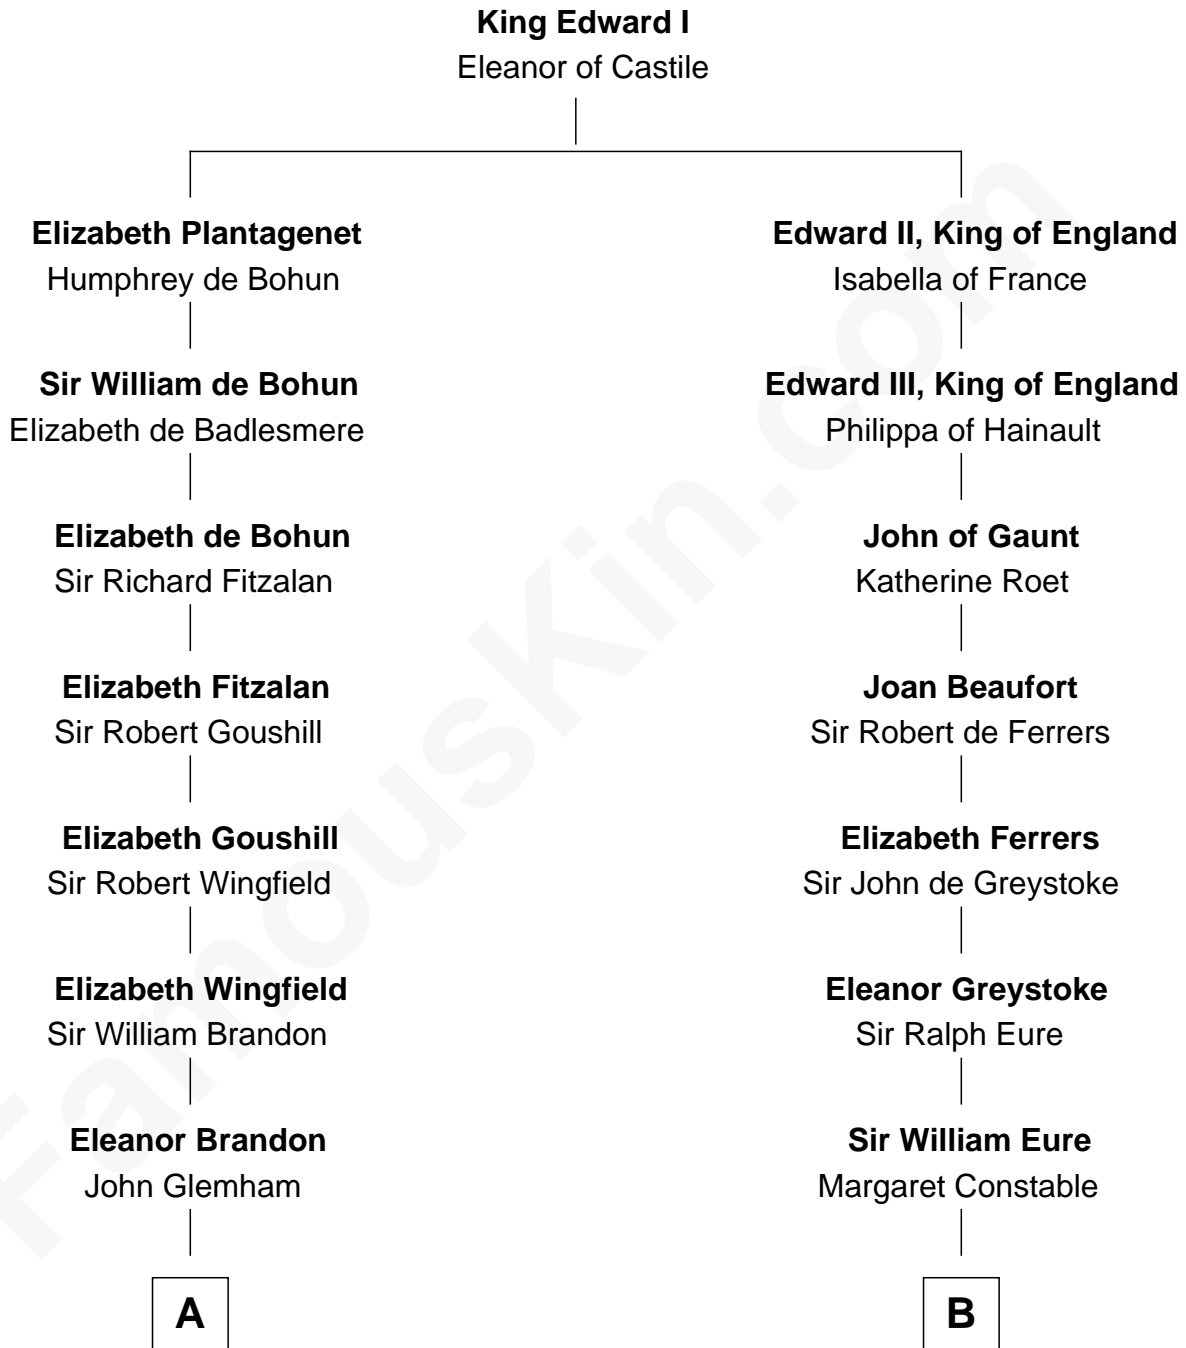 King Edward I
Eleanor of Castile
Elizabeth Plantagenet
Humphrey de Bohun
Edward II, King of England
Isabella of France
Sir William de Bohun
Elizabeth de Badlesmere
Edward III, King of England
Philippa of Hainault
Elizabeth de Bohun
Sir Richard Fitzalan
John of Gaunt
Katherine Roet
Elizabeth Fitzalan
Sir Robert Goushill
Joan Beaufort
Sir Robert de Ferrers
Elizabeth Goushill
Sir Robert Wingfield
Elizabeth Ferrers
Sir John de Greystoke
Elizabeth Wingfield
Sir William Brandon
Eleanor Greystoke
Sir Ralph Eure
Eleanor Brandon
John Glemham
Sir William Eure
Margaret Constable
A
B
FamousKin.com